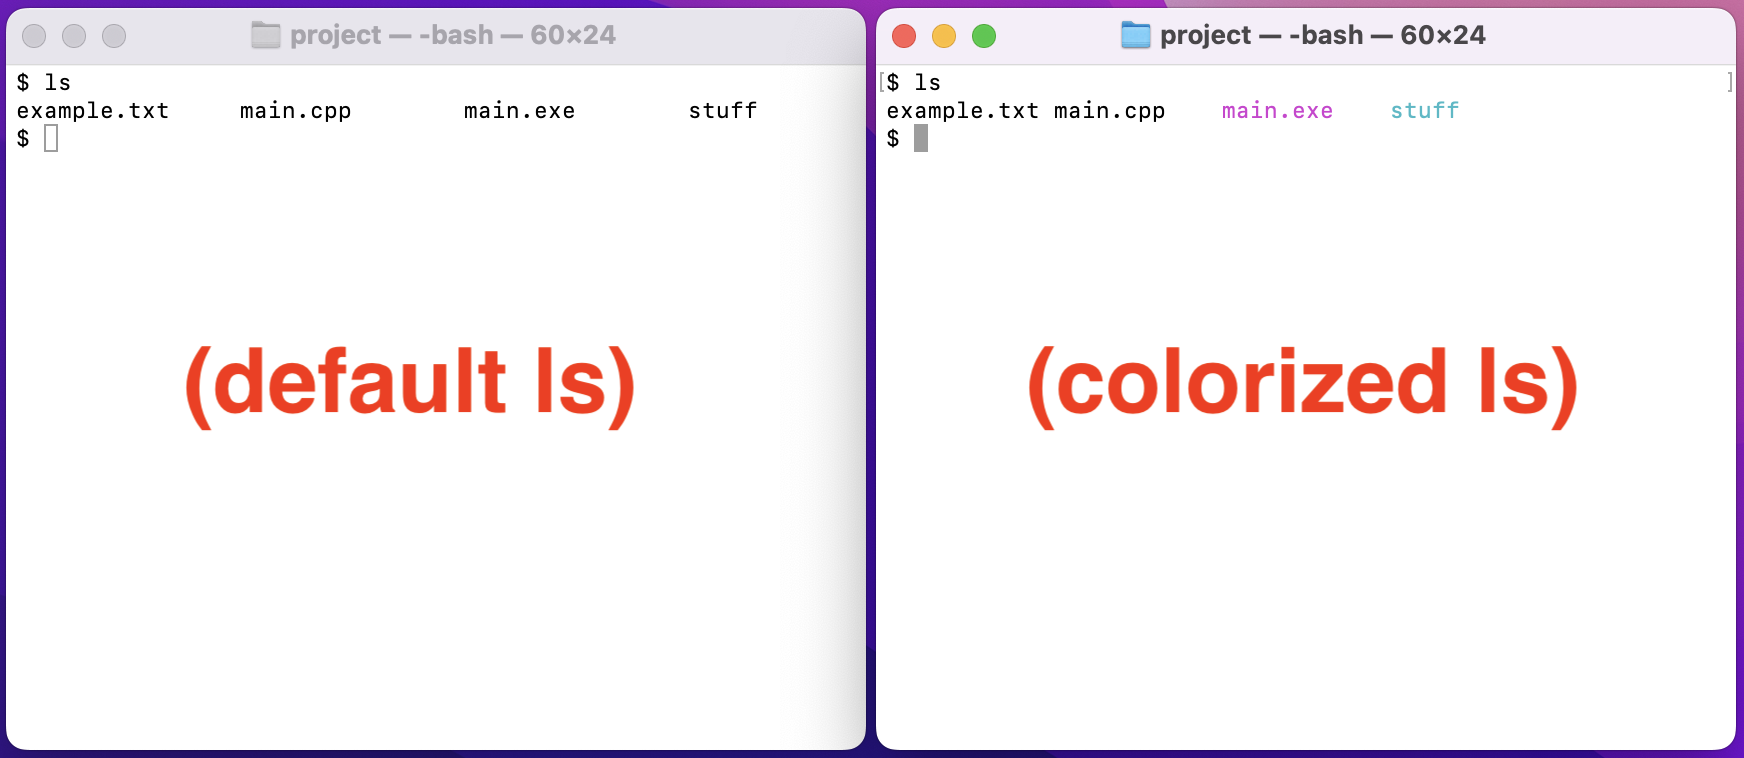 project — -bash — 60×24
$ ls
example.txt main.cpp main.exe stuff
$
(default ls)
project — -bash — 60×24
[$ ls ]
example.txt main.cpp main.exe stuff
$
(colorized ls)